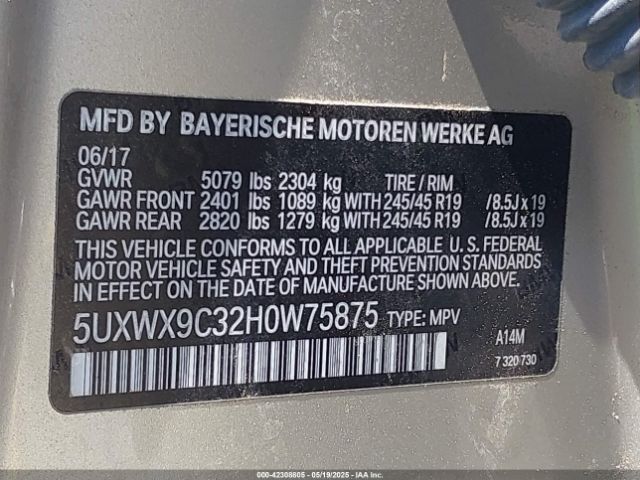 MFD BY BAYERISCHE MOTOREN WERKE AG
06/17
GVWR 5079 lbs 2304 kg TIRE / RIM
GAWR FRONT 2401 lbs 1089 kg WITH 245/45 R19 /8.5J x 19
GAWR REAR 2820 lbs 1279 kg WITH 245/45 R19 /8.5J x 19
THIS VEHICLE CONFORMS TO ALL APPLICABLE U. S. FEDERAL
MOTOR VEHICLE SAFETY AND THEFT PREVENTION STANDARDS
IN EFFECT ON THE DATE OF MANUFACTURE SHOWN ABOVE.
5UXWX9C32H0W75875 TYPE: MPV
A14M
7 320 730
000-42308605 - 05/19/2025 - IAA Inc.